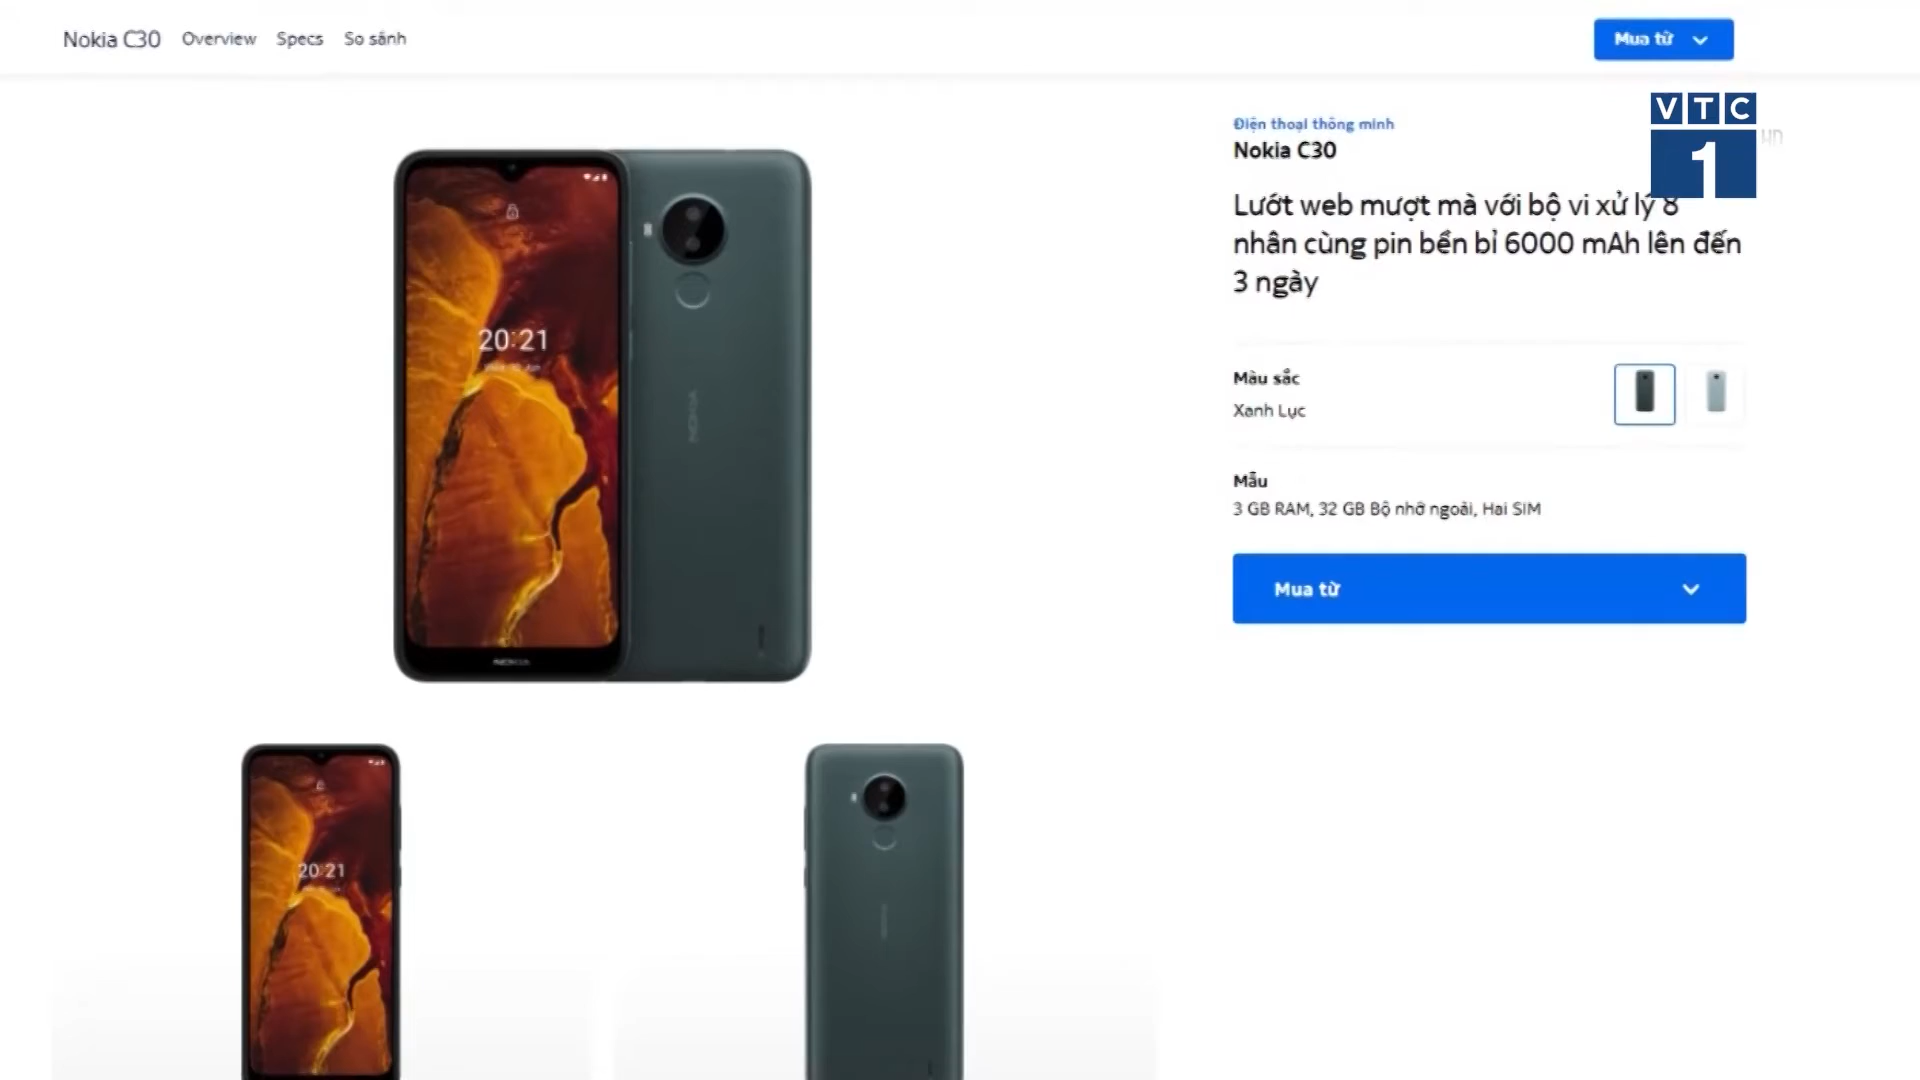 Nokia C30 Overview Specs So sánh
Mua từ
VTC
1
Điện thoại thông minh
Nokia C30
Lướt web mượt mà với bộ vi xử lý 8
nhân cùng pin bền bỉ 6000 mAh lên đến
3 ngày
20:21
NOKIA
NOKIA
Màu sắc
Xanh Lục
Mẫu
3 GB RAM, 32 GB Bộ nhớ ngoài, Hai SIM
Mua từ
20:21